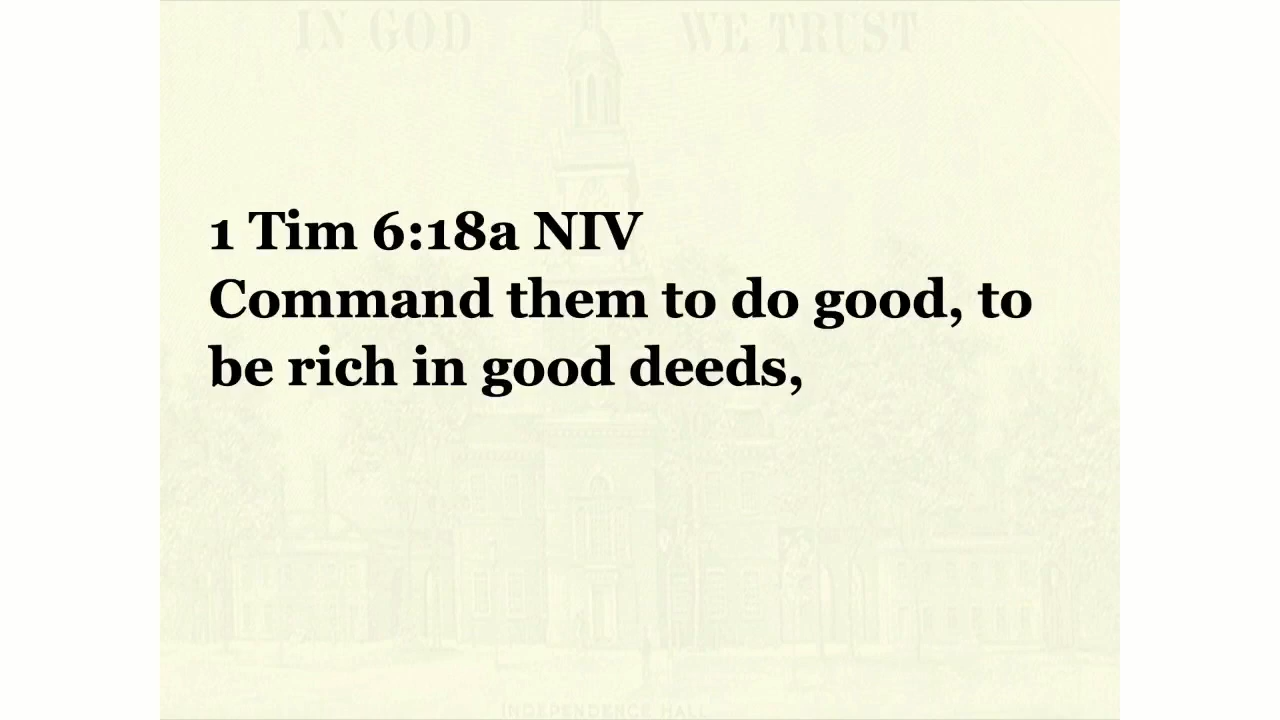 IN GOD WE TRUST
1 Tim 6:18a NIV
Command them to do good, to
be rich in good deeds,
INDEPENDENCE HALL